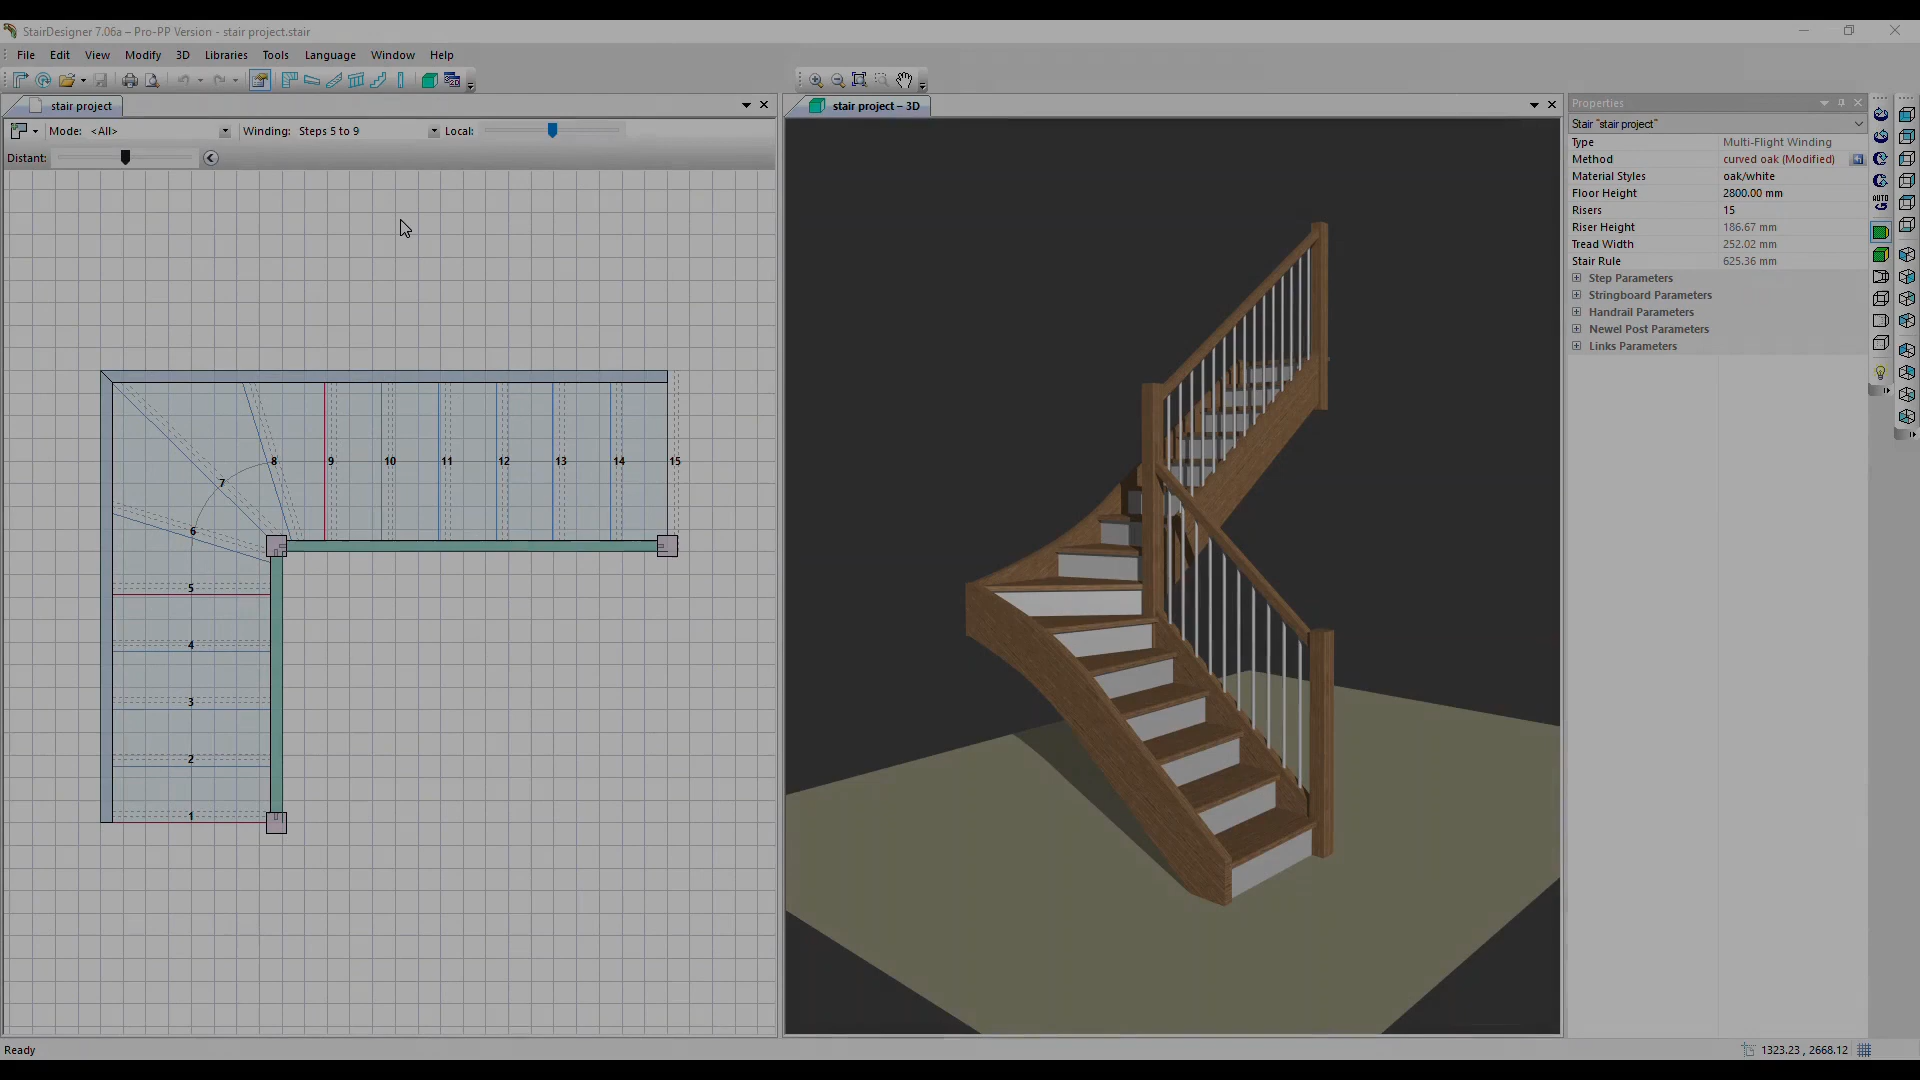 StairDesigner 7.06a – Pro-PP Version - stair project.stair
File Edit View Modify 3D Libraries Tools Language Window Help
stair project
Mode: <All> Winding: Steps 5 to 9 Local:
Distant:
stair project – 3D
Properties
Stair "stair project"
Type Multi-Flight Winding
Method curved oak (Modified)
Material Styles oak/white
Floor Height 2800.00 mm
Risers 15
Riser Height 186.67 mm
Tread Width 252.02 mm
Stair Rule 625.36 mm
Step Parameters
Stringboard Parameters
Handrail Parameters
Newel Post Parameters
Links Parameters
AUTO
8 9 10 11 12 13 14 15
7
6
5
4
3
2
1
Ready
1323.23 , 2668.12